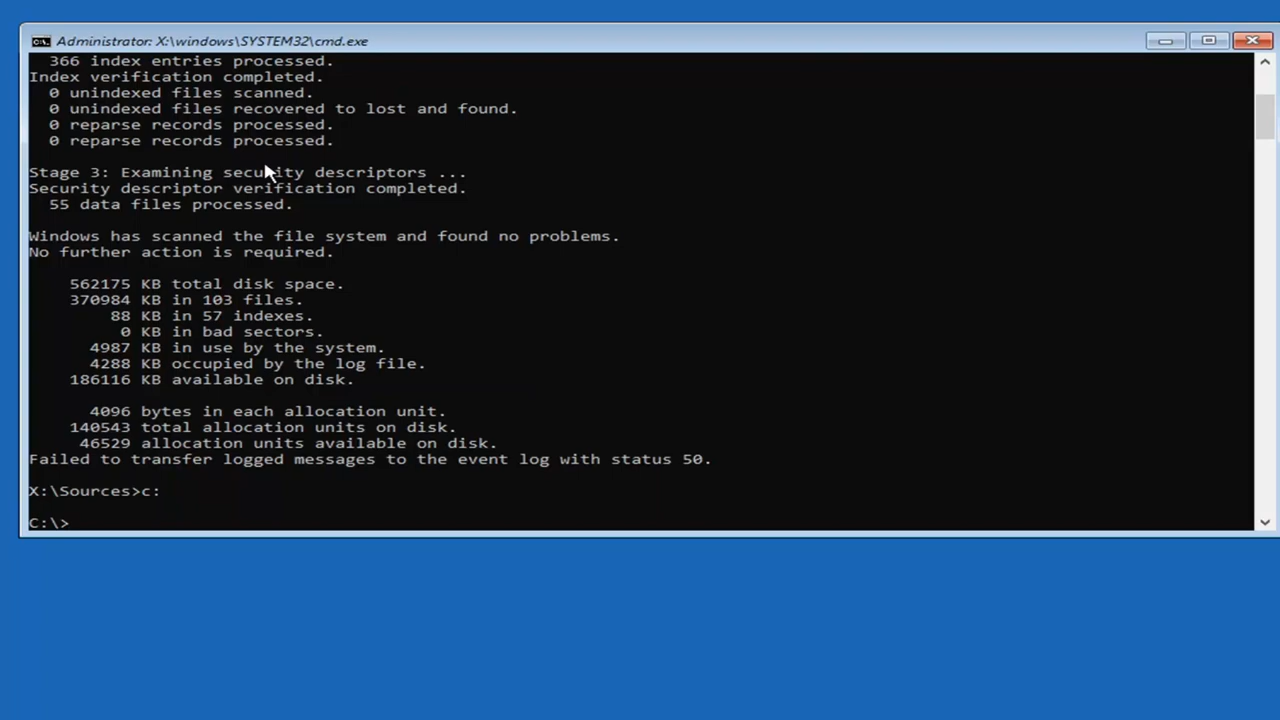 Administrator: X:\windows\SYSTEM32\cmd.exe
366 index entries processed.
Index verification completed.
0 unindexed files scanned.
0 unindexed files recovered to lost and found.
0 reparse records processed.
0 reparse records processed.
Stage 3: Examining security descriptors ...
Security descriptor verification completed.
55 data files processed.
Windows has scanned the file system and found no problems.
No further action is required.
562175 KB total disk space.
370984 KB in 103 files.
88 KB in 57 indexes.
0 KB in bad sectors.
4987 KB in use by the system.
4288 KB occupied by the log file.
186116 KB available on disk.
4096 bytes in each allocation unit.
140543 total allocation units on disk.
46529 allocation units available on disk.
Failed to transfer logged messages to the event log with status 50.
X:\Sources>c:
C:\>